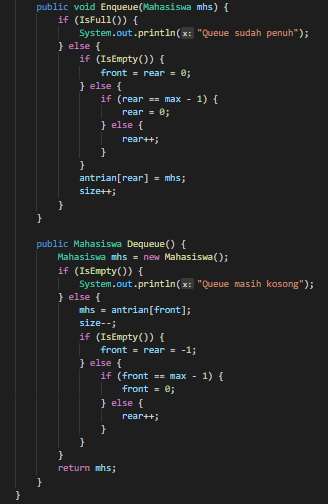 public void Enqueue(Mahasiswa mhs) {
    if (IsFull()) {
        System.out.println(x: "Queue sudah penuh");
    } else {
        if (IsEmpty()) {
            front = rear = 0;
        } else {
            if (rear == max - 1) {
                rear = 0;
            } else {
                rear++;
            }
        }
        antrian[rear] = mhs;
        size++;
    }
}

public Mahasiswa Dequeue() {
    Mahasiswa mhs = new Mahasiswa();
    if (IsEmpty()) {
        System.out.println(x: "Queue masih kosong");
    } else {
        mhs = antrian[front];
        size--;
        if (IsEmpty()) {
            front = rear = -1;
        } else {
            if (front == max - 1) {
                front = 0;
            } else {
                rear++;
            }
        }
    }
    return mhs;
}
}